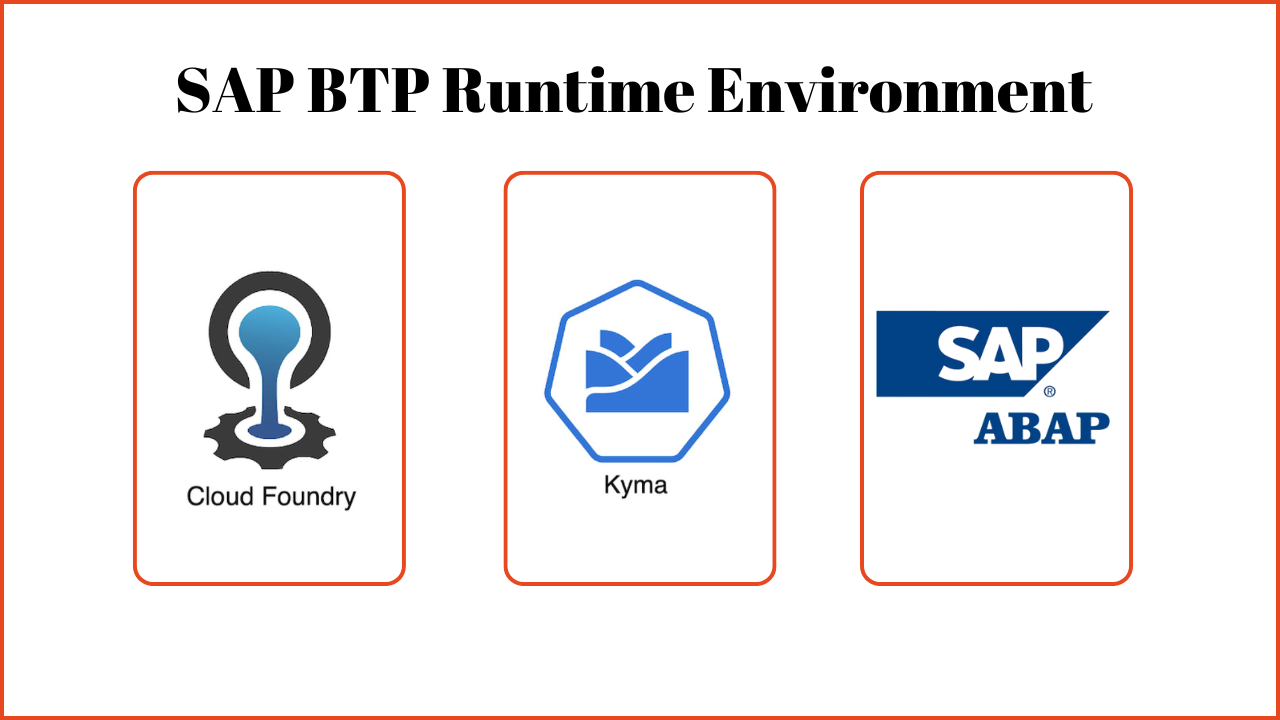 SAP BTP Runtime Environment
Cloud Foundry
Kyma
SAP
®
ABAP